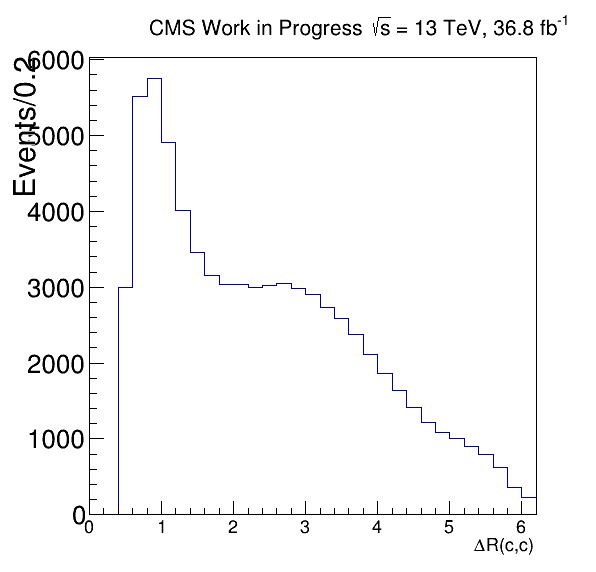 CMS Work in Progress √s = 13 TeV, 36.8 fb⁻¹
Events/0.2
6000
5000
4000
3000
2000
1000
0
0 1 2 3 4 5 6
ΔR(c,c)